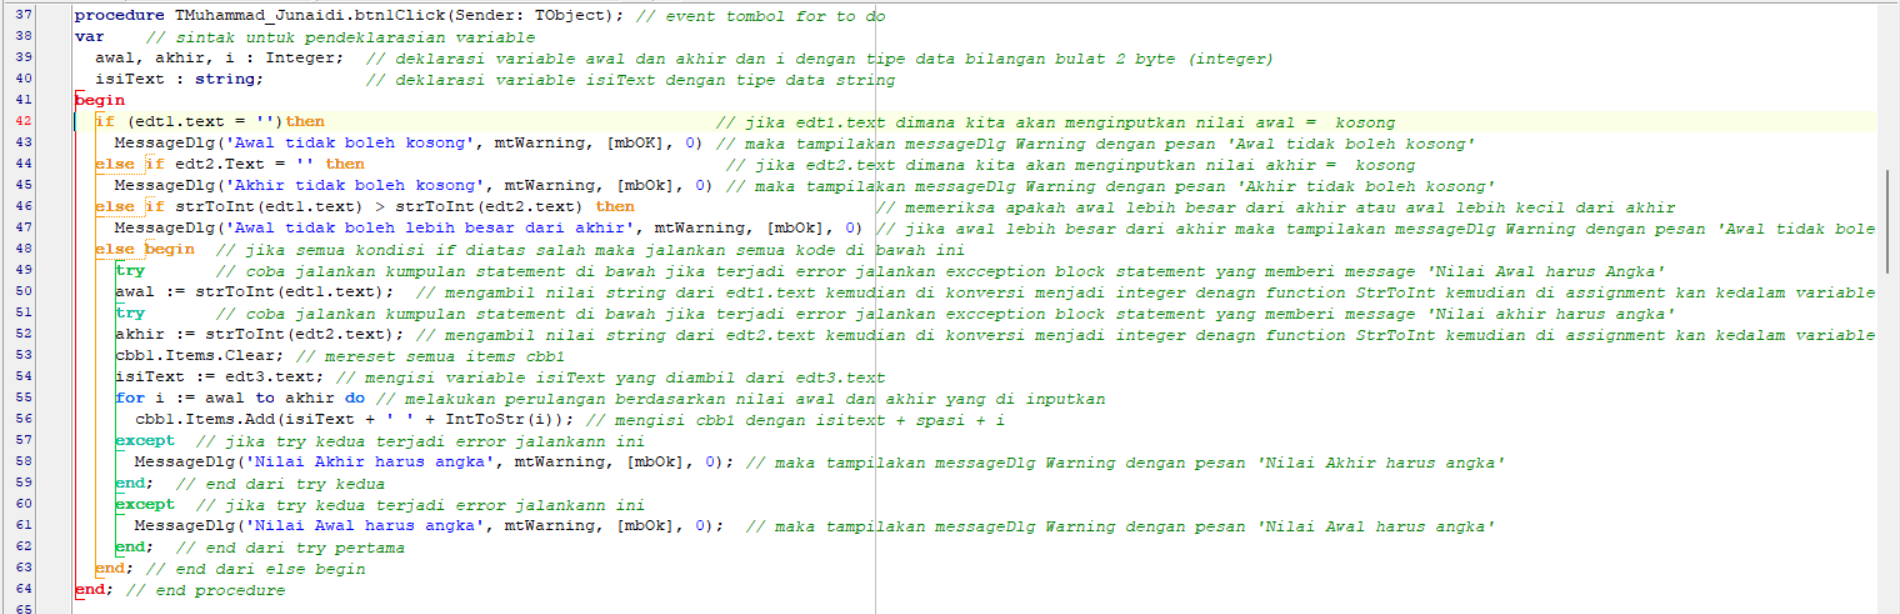 37 procedure TMuhammad_Junaidi.btn1Click(Sender: TObject); // event tombol for to do
38 var // sintak untuk pendeklarasian variable
39 awal, akhir, i : Integer; // deklarasi variable awal dan akhir dan i dengan tipe data bilangan bulat 2 byte (integer)
40 isiText : string; // deklarasi variable isiText dengan tipe data string
41 begin
42 if (edt1.text = '')then // jika edt1.text dimana kita akan menginputkan nilai awal = kosong
43 MessageDlg('Awal tidak boleh kosong', mtWarning, [mbOK], 0) // maka tampilakan messageDlg Warning dengan pesan 'Awal tidak boleh kosong'
44 else if edt2.Text = '' then // jika edt2.text dimana kita akan menginputkan nilai akhir = kosong
45 MessageDlg('Akhir tidak boleh kosong', mtWarning, [mbOk], 0) // maka tampilakan messageDlg Warning dengan pesan 'Akhir tidak boleh kosong'
46 else if strToInt(edt1.text) > strToInt(edt2.text) then // memeriksa apakah awal lebih besar dari akhir atau awal lebih kecil dari akhir
47 MessageDlg('Awal tidak boleh lebih besar dari akhir', mtWarning, [mbOk], 0) // jika awal lebih besar dari akhir maka tampilakan messageDlg Warning dengan pesan 'Awal tidak bole
48 else begin // jika semua kondisi if diatas salah maka jalankan semua kode di bawah ini
49 try // coba jalankan kumpulan statement di bawah jika terjadi error jalankan excception block statement yang memberi message 'Nilai Awal harus Angka'
50 awal := strToInt(edt1.text); // mengambil nilai string dari edt1.text kemudian di konversi menjadi integer denagn function StrToInt kemudian di assignment kan kedalam variable
51 try // coba jalankan kumpulan statement di bawah jika terjadi error jalankan excception block statement yang memberi message 'Nilai akhir harus angka'
52 akhir := strToInt(edt2.text); // mengambil nilai string dari edt2.text kemudian di konversi menjadi integer denagn function StrToInt kemudian di assignment kan kedalam variable
53 cbb1.Items.Clear; // mereset semua items cbb1
54 isiText := edt3.text; // mengisi variable isiText yang diambil dari edt3.text
55 for i := awal to akhir do // melakukan perulangan berdasarkan nilai awal dan akhir yang di inputkan
56 cbb1.Items.Add(isiText + ' ' + IntToStr(i)); // mengisi cbb1 dengan isitext + spasi + i
57 except // jika try kedua terjadi error jalankann ini
58 MessageDlg('Nilai Akhir harus angka', mtWarning, [mbOk], 0); // maka tampilakan messageDlg Warning dengan pesan 'Nilai Akhir harus angka'
59 end; // end dari try kedua
60 except // jika try kedua terjadi error jalankann ini
61 MessageDlg('Nilai Awal harus angka', mtWarning, [mbOk], 0); // maka tampilakan messageDlg Warning dengan pesan 'Nilai Awal harus angka'
62 end; // end dari try pertama
63 end; // end dari else begin
64 end; // end procedure
65